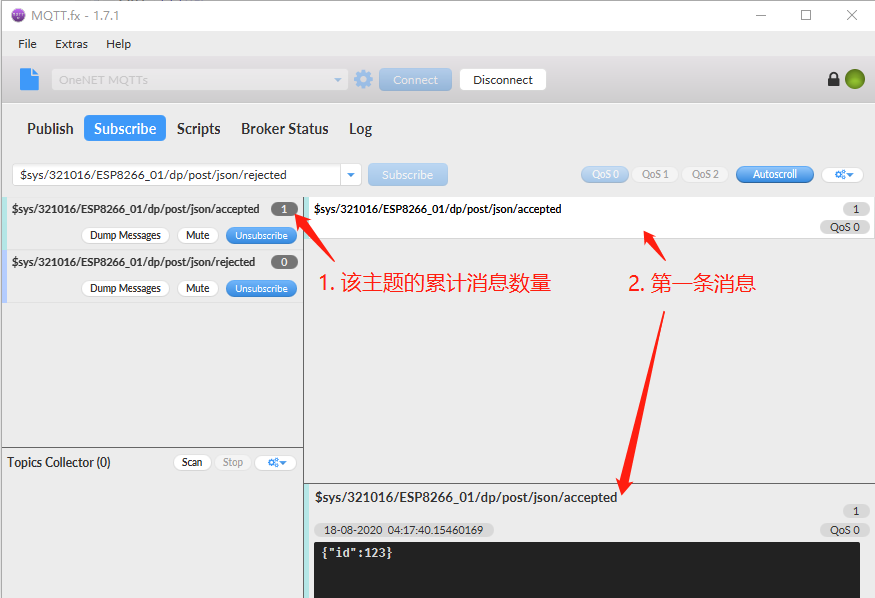 MQTT.fx - 1.7.1
File Extras Help
OneNET MQTTs Connect Disconnect
Publish Subscribe Scripts Broker Status Log
$sys/321016/ESP8266_01/dp/post/json/rejected Subscribe QoS 0 QoS 1 QoS 2 Autoscroll
$sys/321016/ESP8266_01/dp/post/json/accepted 1
Dump Messages Mute Unsubscribe
$sys/321016/ESP8266_01/dp/post/json/rejected 0
Dump Messages Mute Unsubscribe
$sys/321016/ESP8266_01/dp/post/json/accepted 1
QoS 0
1. 该主题的累计消息数量
2. 第一条消息
Topics Collector (0) Scan Stop
$sys/321016/ESP8266_01/dp/post/json/accepted
1
18-08-2020 04:17:40.15460169 QoS 0
{"id":123}